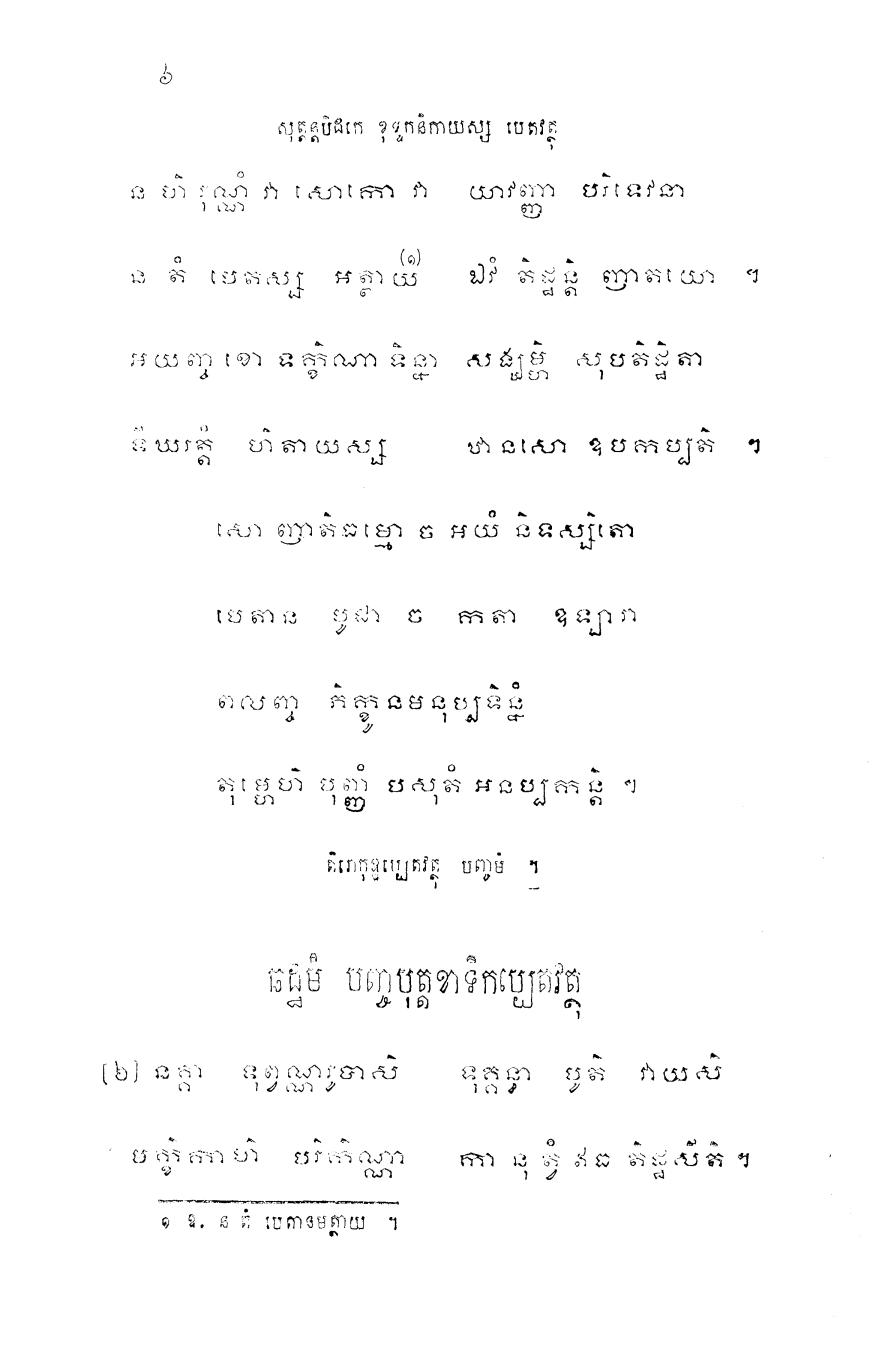 ៦
សុត្តន្តបិដកេ ខុទ្ទកនិកាយស្ស បេតវត្ថុ
ន ហិ រុណ្ណំ វា សោកោ វា យាវញ្ញា បរិទេវនា
ន តំ បេតស្ស អត្ថាយ(១) ឯវំ តិដ្ឋន្តិ ញាតយោ ។
អយញ្ច ខោ ទក្ខិណា ទិន្នា សង្ឃម្ហិ សុបតិដ្ឋិតា
ទីឃរត្តំ ហិតាយស្ស ឋានសោ ឧបកប្បតិ ។
សោ ញាតិធម្មោ ច អយំ និទស្សិតោ
បេតាន បូជា ច កតា ឧឡារា
ពលញ្ច ភិក្ខូនមនុប្បទិន្នំ
តុម្ហេហិ បុញ្ញំ បសុតំ អនប្បកន្តិ ។
តិរោកុឌ្ឌប្បេតវត្ថុ បញ្ចមំ ។
ឆដ្ឋមំ បញ្ចបុត្តខាទិកប្បេតវត្ថុ
[៦] នគ្គា ទុព្វណ្ណរូបាសិ ទុគ្គន្ធា បូតិ វាយសិ
មក្ខិកាហិ បរិកិណ្ណា កា នុ ត្វំ ឥធ តិដ្ឋសីតិ ។
១ ឱ. ន តំ បេតានមត្ថាយ ។